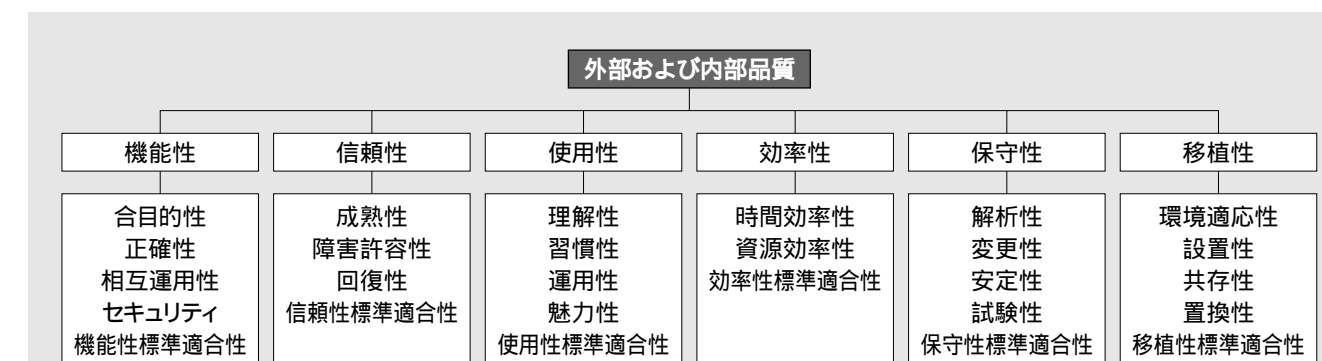 外部および内部品質
機能性
信頼性
使用性
効率性
保守性
移植性
合目的性
正確性
相互運用性
セキュリティ
機能性標準適合性
成熟性
障害許容性
回復性
信頼性標準適合性
理解性
習慣性
運用性
魅力性
使用性標準適合性
時間効率性
資源効率性
効率性標準適合性
解析性
変更性
安定性
試験性
保守性標準適合性
環境適応性
設置性
共存性
置換性
移植性標準適合性